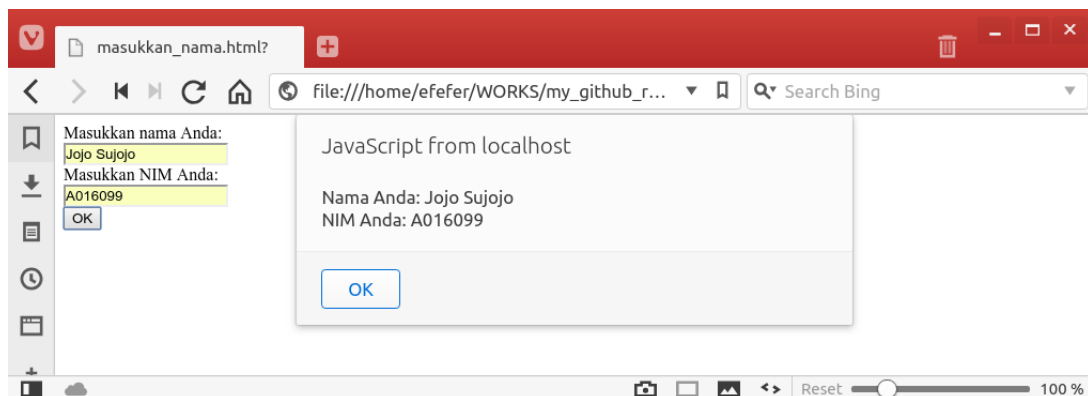 masukkan_nama.html?
file:///home/efefer/WORKS/my_github_r...
Search Bing
Masukkan nama Anda:
Jojo Sujojo
Masukkan NIM Anda:
A016099
OK
JavaScript from localhost
Nama Anda: Jojo Sujojo
NIM Anda: A016099
OK
Reset 100 %